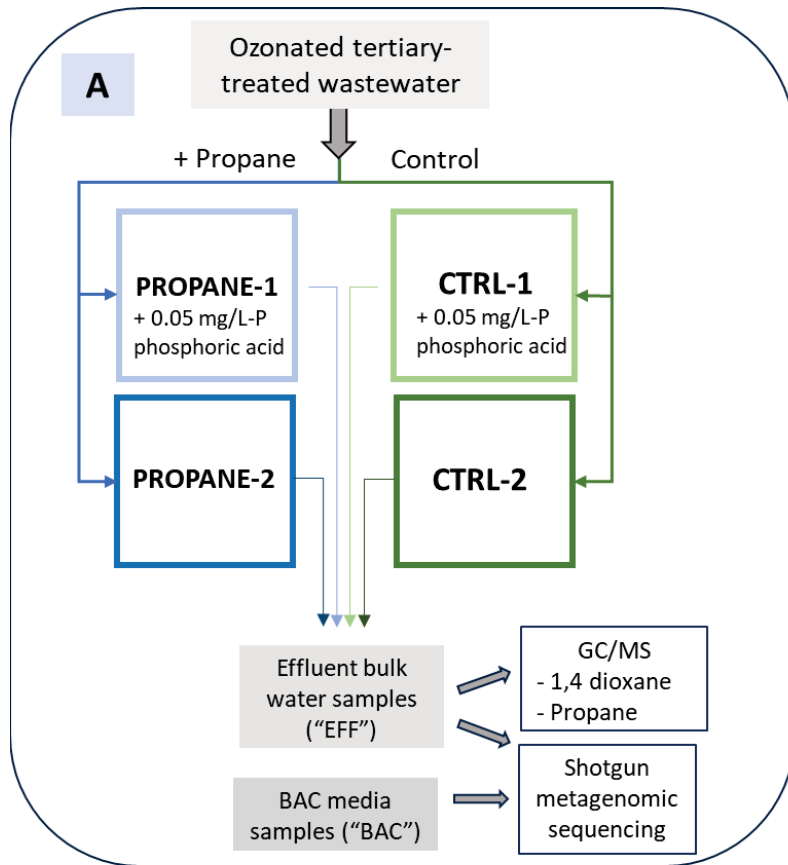 A
Ozonated tertiary-
treated wastewater
+ Propane
Control
PROPANE-1
+ 0.05 mg/L-P
phosphoric acid
CTRL-1
+ 0.05 mg/L-P
phosphoric acid
PROPANE-2
CTRL-2
Effluent bulk
water samples
(“EFF”)
GC/MS
- 1,4 dioxane
- Propane
BAC media
samples (“BAC”)
Shotgun
metagenomic
sequencing